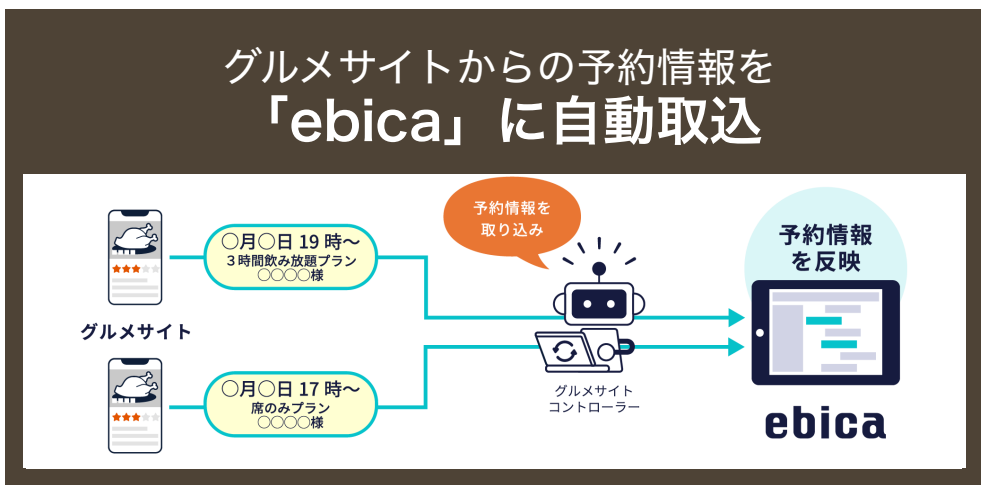 グルメサイトからの予約情報を
「ebica」に自動取込
予約情報を
取り込み
予約情報
を反映
○月○日 19 時〜
3時間飲み放題プラン
○○○○様
グルメサイト
○月○日 17 時〜
席のみプラン
○○○○様
グルメサイト
コントローラー
ebica